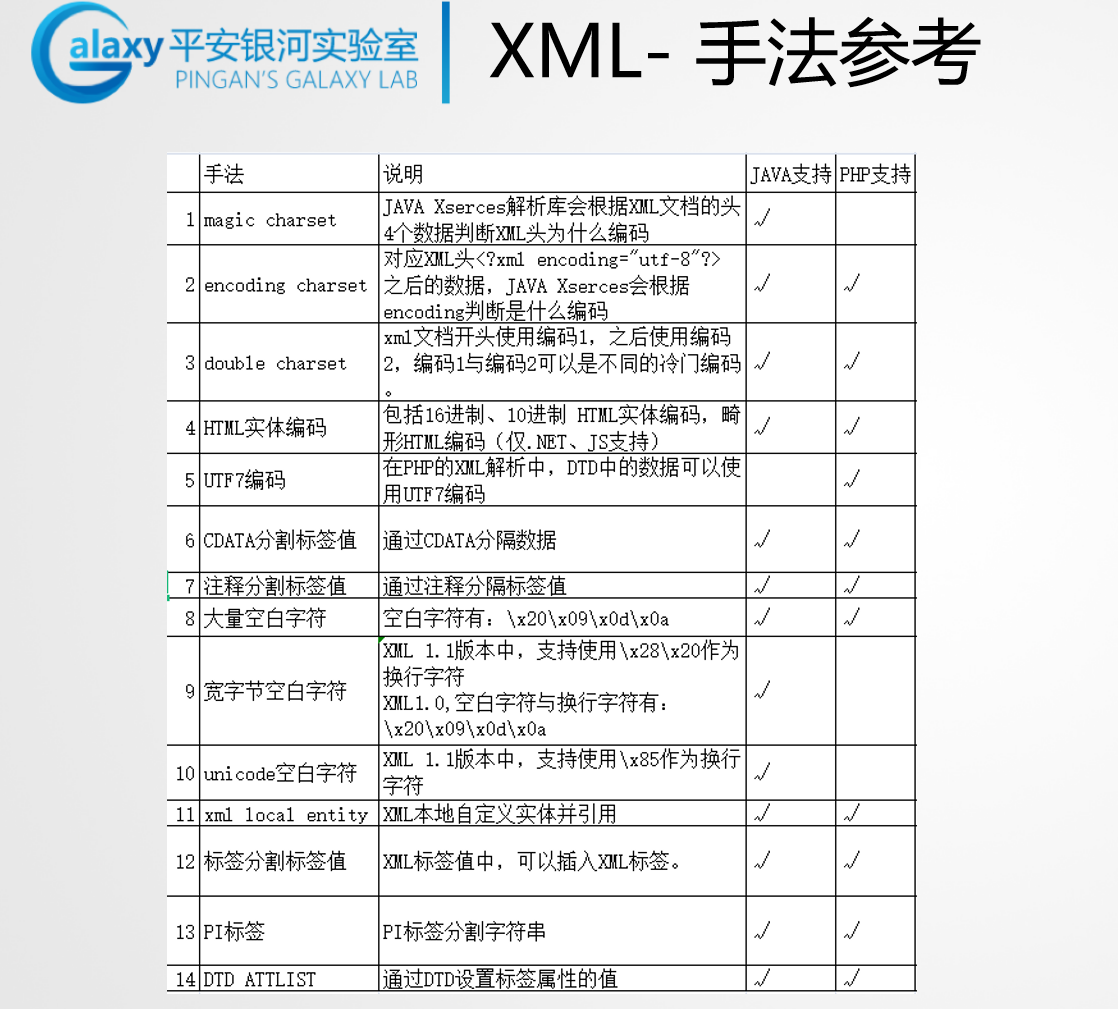 Galaxy 平安银河实验室
PINGAN'S GALAXY LAB
XML- 手法参考
手法 说明 JAVA支持 PHP支持
1 magic charset JAVA Xserces解析库会根据XML文档的头 √
4个数据判断XML头为什么编码
2 encoding charset 对应XML头<?xml encoding="utf-8"?> √ √
之后的数据，JAVA Xserces会根据
encoding判断是什么编码
3 double charset xml文档开头使用编码1，之后使用编码 √ √
2，编码1与编码2可以是不同的冷门编码
。
4 HTML实体编码 包括16进制、10进制 HTML实体编码，畸 √ √
形HTML编码（仅.NET、JS支持）
5 UTF7编码 在PHP的XML解析中，DTD中的数据可以使 √
用UTF7编码
6 CDATA分割标签值 通过CDATA分隔数据 √ √
7 注释分割标签值 通过注释分隔标签值 √ √
8 大量空白字符 空白字符有：\x20\x09\x0d\x0a √ √
9 宽字节空白字符 XML 1.1版本中，支持使用\x28\x20作为 √
换行字符
XML1.0,空白字符与换行字符有：
\x20\x09\x0d\x0a
10 unicode空白字符 XML 1.1版本中，支持使用\x85作为换行 √
字符
11 xml local entity XML本地自定义实体并引用 √ √
12 标签分割标签值 XML标签值中，可以插入XML标签。 √ √
13 PI标签 PI标签分割字符串 √ √
14 DTD ATTLIST 通过DTD设置标签属性的值 √ √